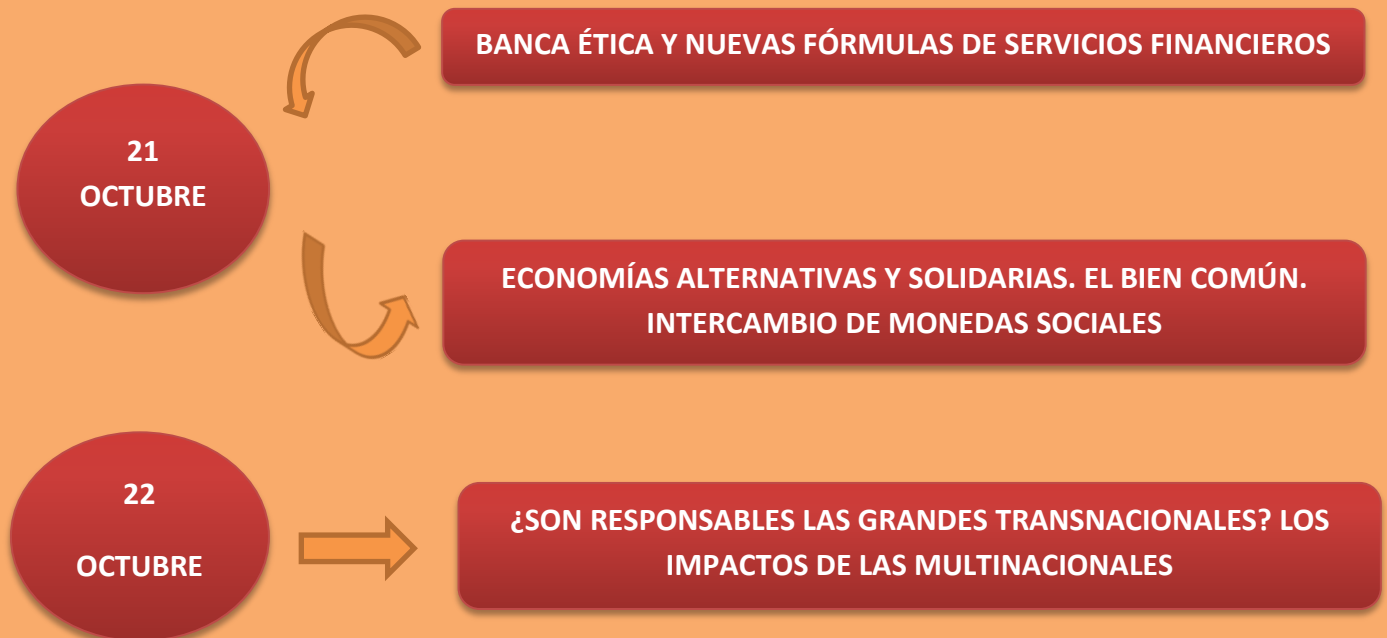 BANCA ÉTICA Y NUEVAS FÓRMULAS DE SERVICIOS FINANCIEROS
21
OCTUBRE
ECONOMÍAS ALTERNATIVAS Y SOLIDARIAS. EL BIEN COMÚN.
INTERCAMBIO DE MONEDAS SOCIALES
22
OCTUBRE
¿SON RESPONSABLES LAS GRANDES TRANSNACIONALES? LOS
IMPACTOS DE LAS MULTINACIONALES